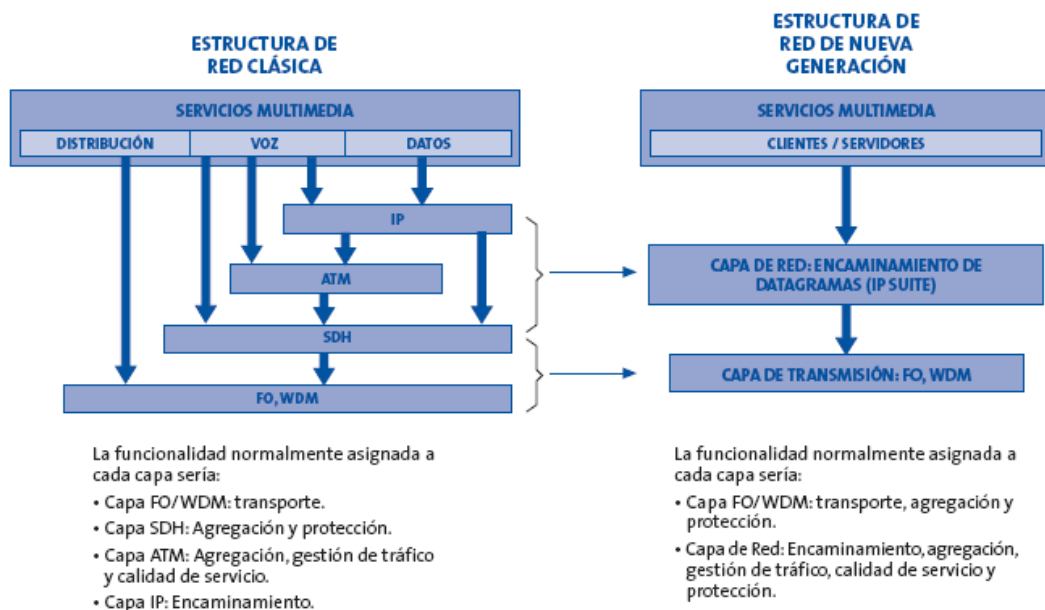 ESTRUCTURA DE
RED CLÁSICA
SERVICIOS MULTIMEDIA
DISTRIBUCIÓN
VOZ
DATOS
IP
ATM
SDH
FO, WDM
La funcionalidad normalmente asignada a
cada capa sería:
• Capa FO/WDM: transporte.
• Capa SDH: Agregación y protección.
• Capa ATM: Agregación, gestión de tráfico
y calidad de servicio.
• Capa IP: Encaminamiento.
ESTRUCTURA DE
RED DE NUEVA
GENERACIÓN
SERVICIOS MULTIMEDIA
CLIENTES / SERVIDORES
CAPA DE RED: ENCAMINAMIENTO DE
DATAGRAMAS (IP SUITE)
CAPA DE TRANSMISIÓN: FO, WDM
La funcionalidad normalmente asignada a
cada capa sería:
• Capa FO/WDM: transporte, agregación y
protección.
• Capa de Red: Encaminamiento, agregación,
gestión de tráfico, calidad de servicio y
protección.